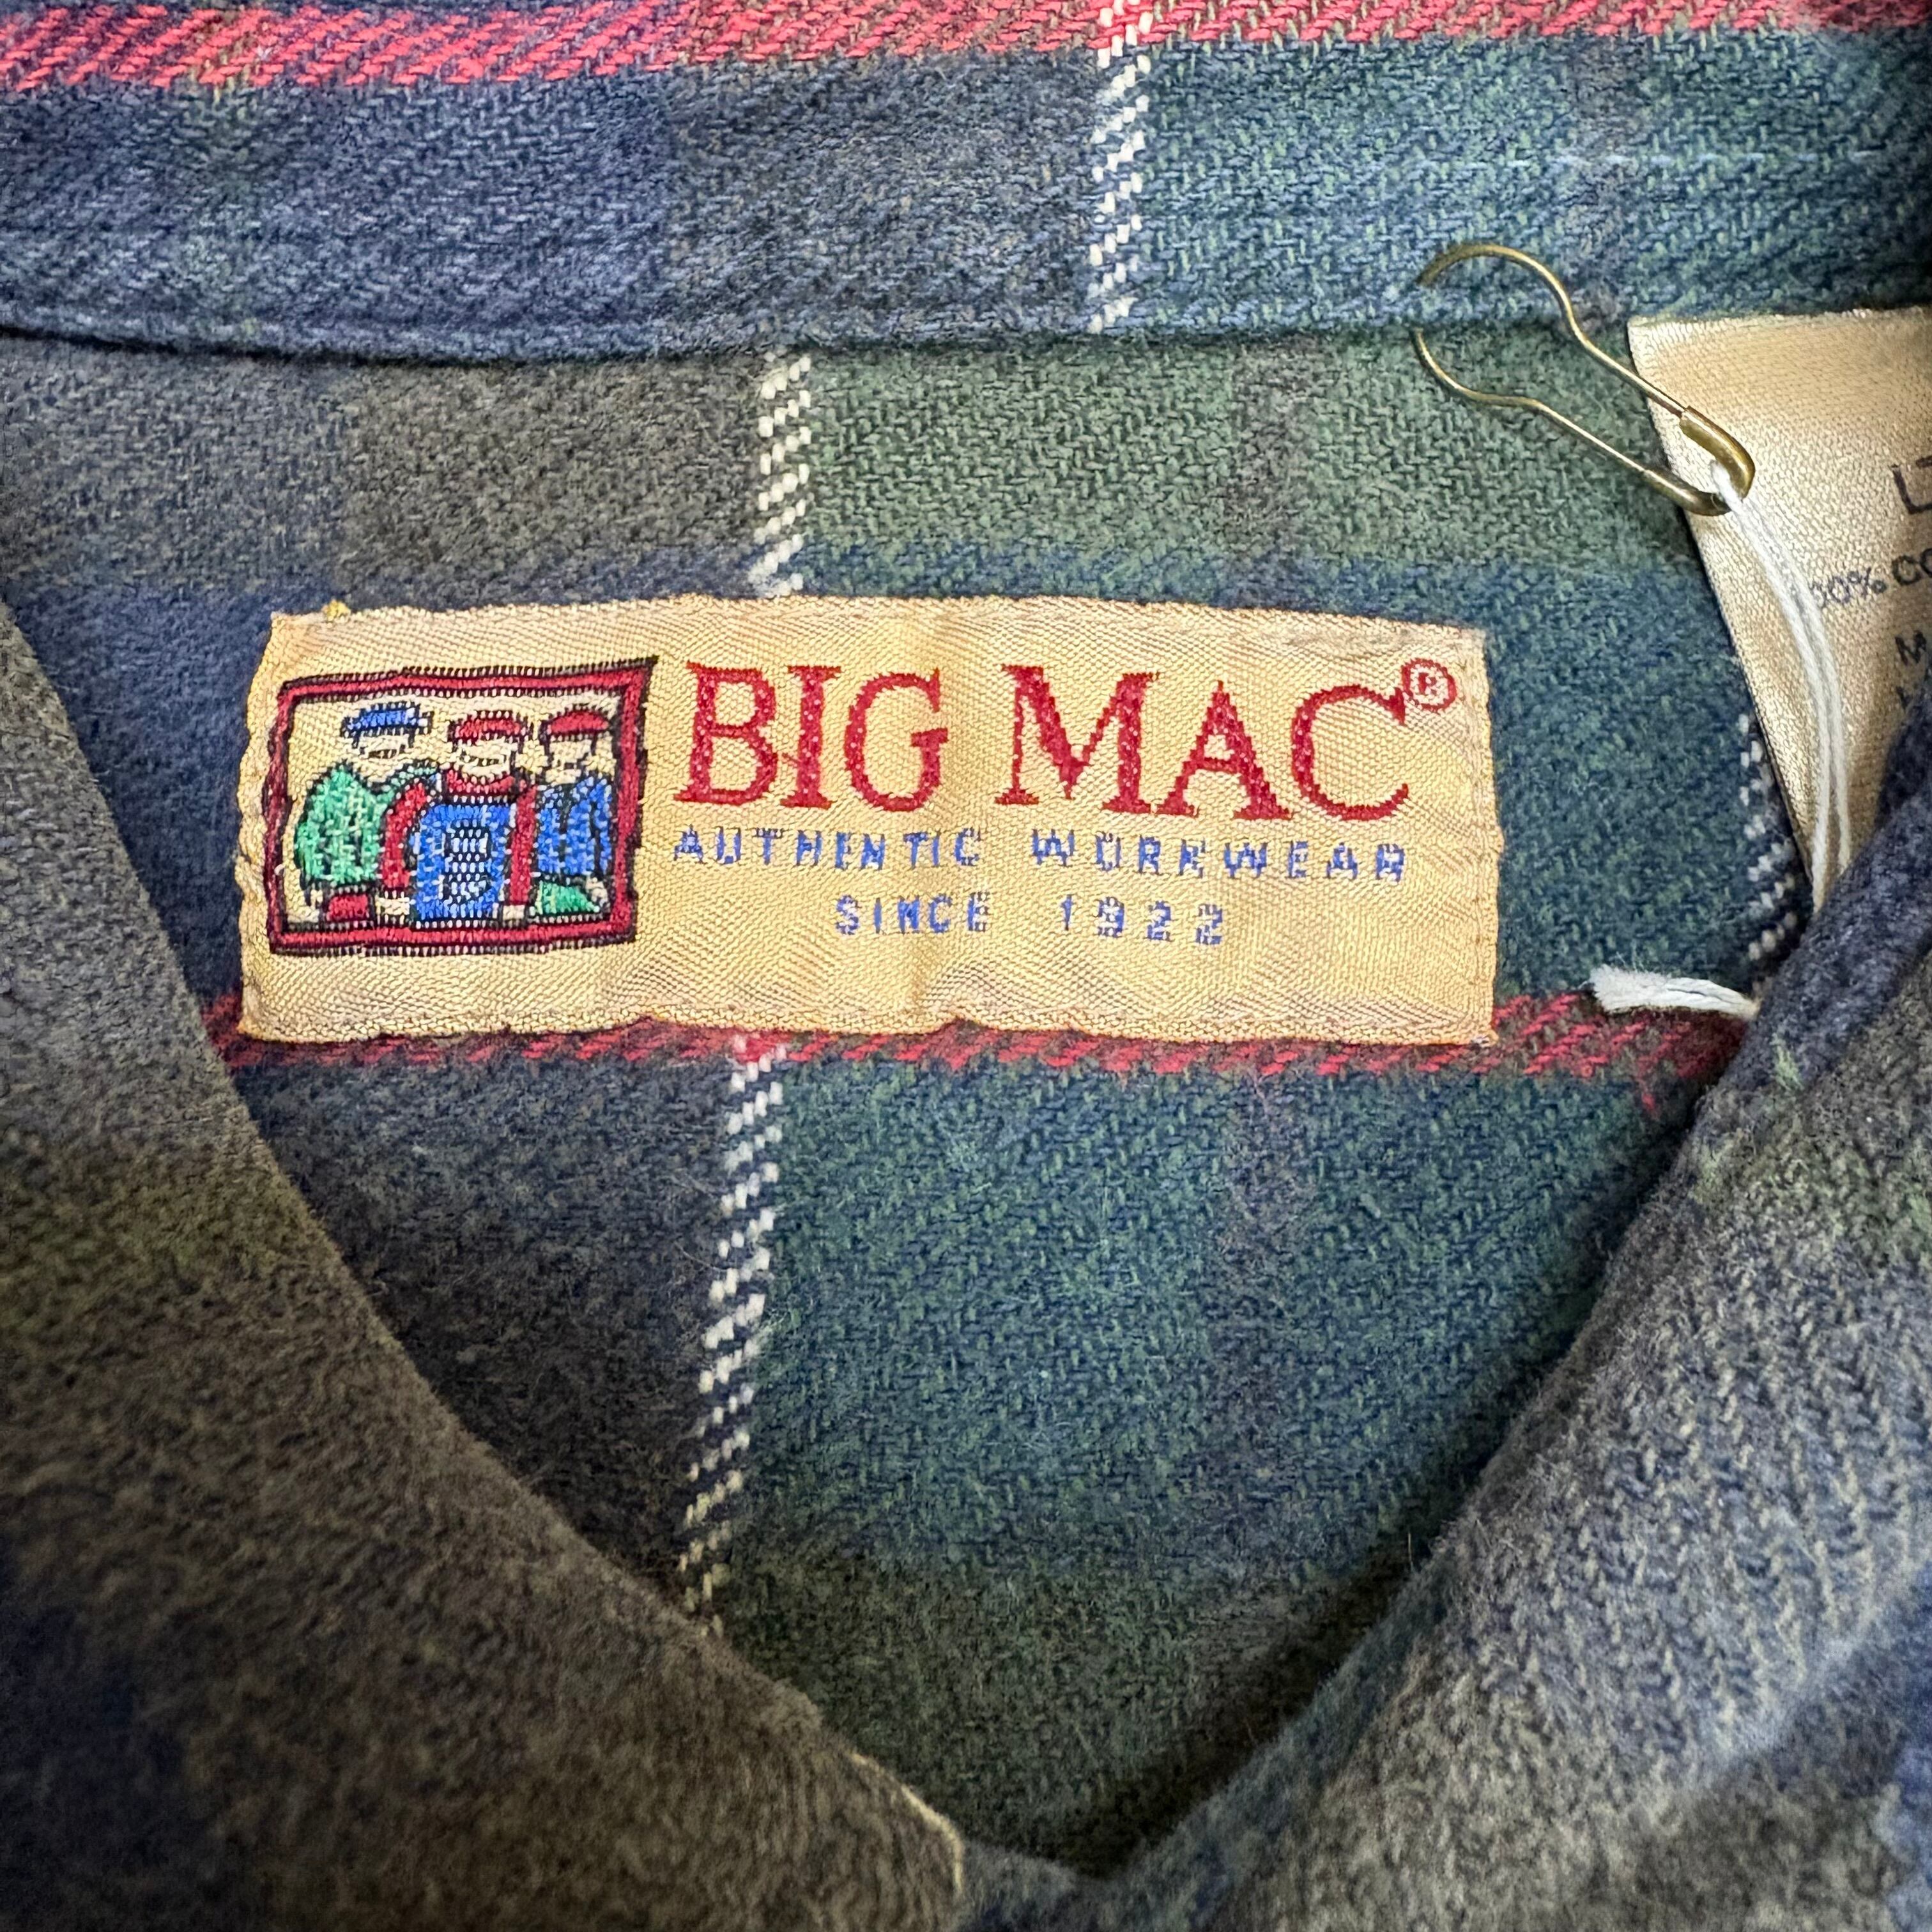 BIG MAC®
AUTHENTIC WORKWEAR
SINCE 1922